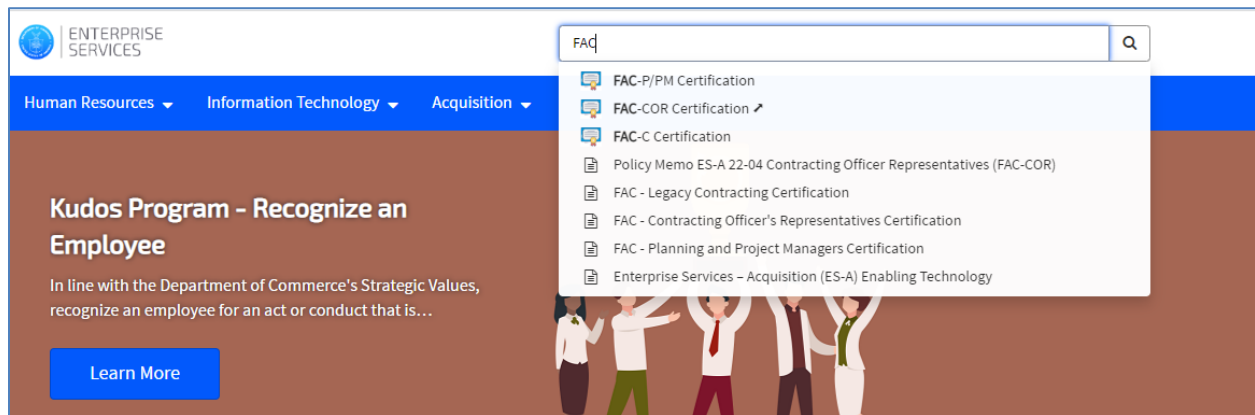 ENTERPRISE
SERVICES
FAC
Human Resources
Information Technology
Acquisition
FAC-P/PM Certification
FAC-COR Certification
FAC-C Certification
Policy Memo ES-A 22-04 Contracting Officer Representatives (FAC-COR)
FAC - Legacy Contracting Certification
FAC - Contracting Officer's Representatives Certification
FAC - Planning and Project Managers Certification
Enterprise Services – Acquisition (ES-A) Enabling Technology
Kudos Program - Recognize an
Employee
In line with the Department of Commerce's Strategic Values,
recognize an employee for an act or conduct that is...
Learn More